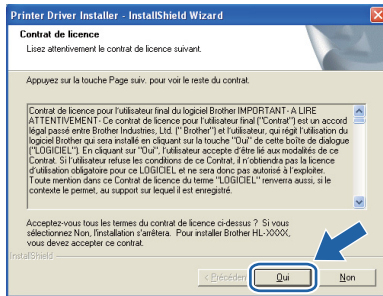 Printer Driver Installer - InstallShield Wizard
Contrat de licence
Lisez attentivement le contrat de licence suivant.
Appuyez sur la touche Page suiv. pour voir le reste du contrat.
Contrat de licence pour l'utilisateur final du logiciel Brother IMPORTANT- A LIRE
ATTENTIVEMENT - Ce contrat de licence pour l'utilisateur final ("Contrat") est un accord
légal passé entre Brother Industries, Ltd. (" Brother") et l'utilisateur, qui régit l'utilisation du
logiciel Brother qui sera installé en cliquant sur la touche "Oui" de cette boîte de dialogue
("LOGICIEL"). En cliquant sur "Oui", l'utilisateur accepte d'être lié aux modalités de ce
Contrat. Si l'utilisateur refuse les conditions de ce Contrat, il n'obtiendra pas la licence
d'utilisation obligatoire pour ce LOGICIEL, et ne sera donc pas autorisé à l'exploiter.
Toute mention dans ce Contrat de licence du terme "LOGICIEL" renverra aussi, si le
contexte le permet, au support sur lequel il est enregistré.
Acceptez-vous tous les termes du contrat de licence ci-dessus ? Si vous
sélectionnez Non, l'installation s'arrêtera. Pour installer Brother HL-XXXX,
vous devez accepter ce contrat.
InstallShield
< Précédent Oui Non